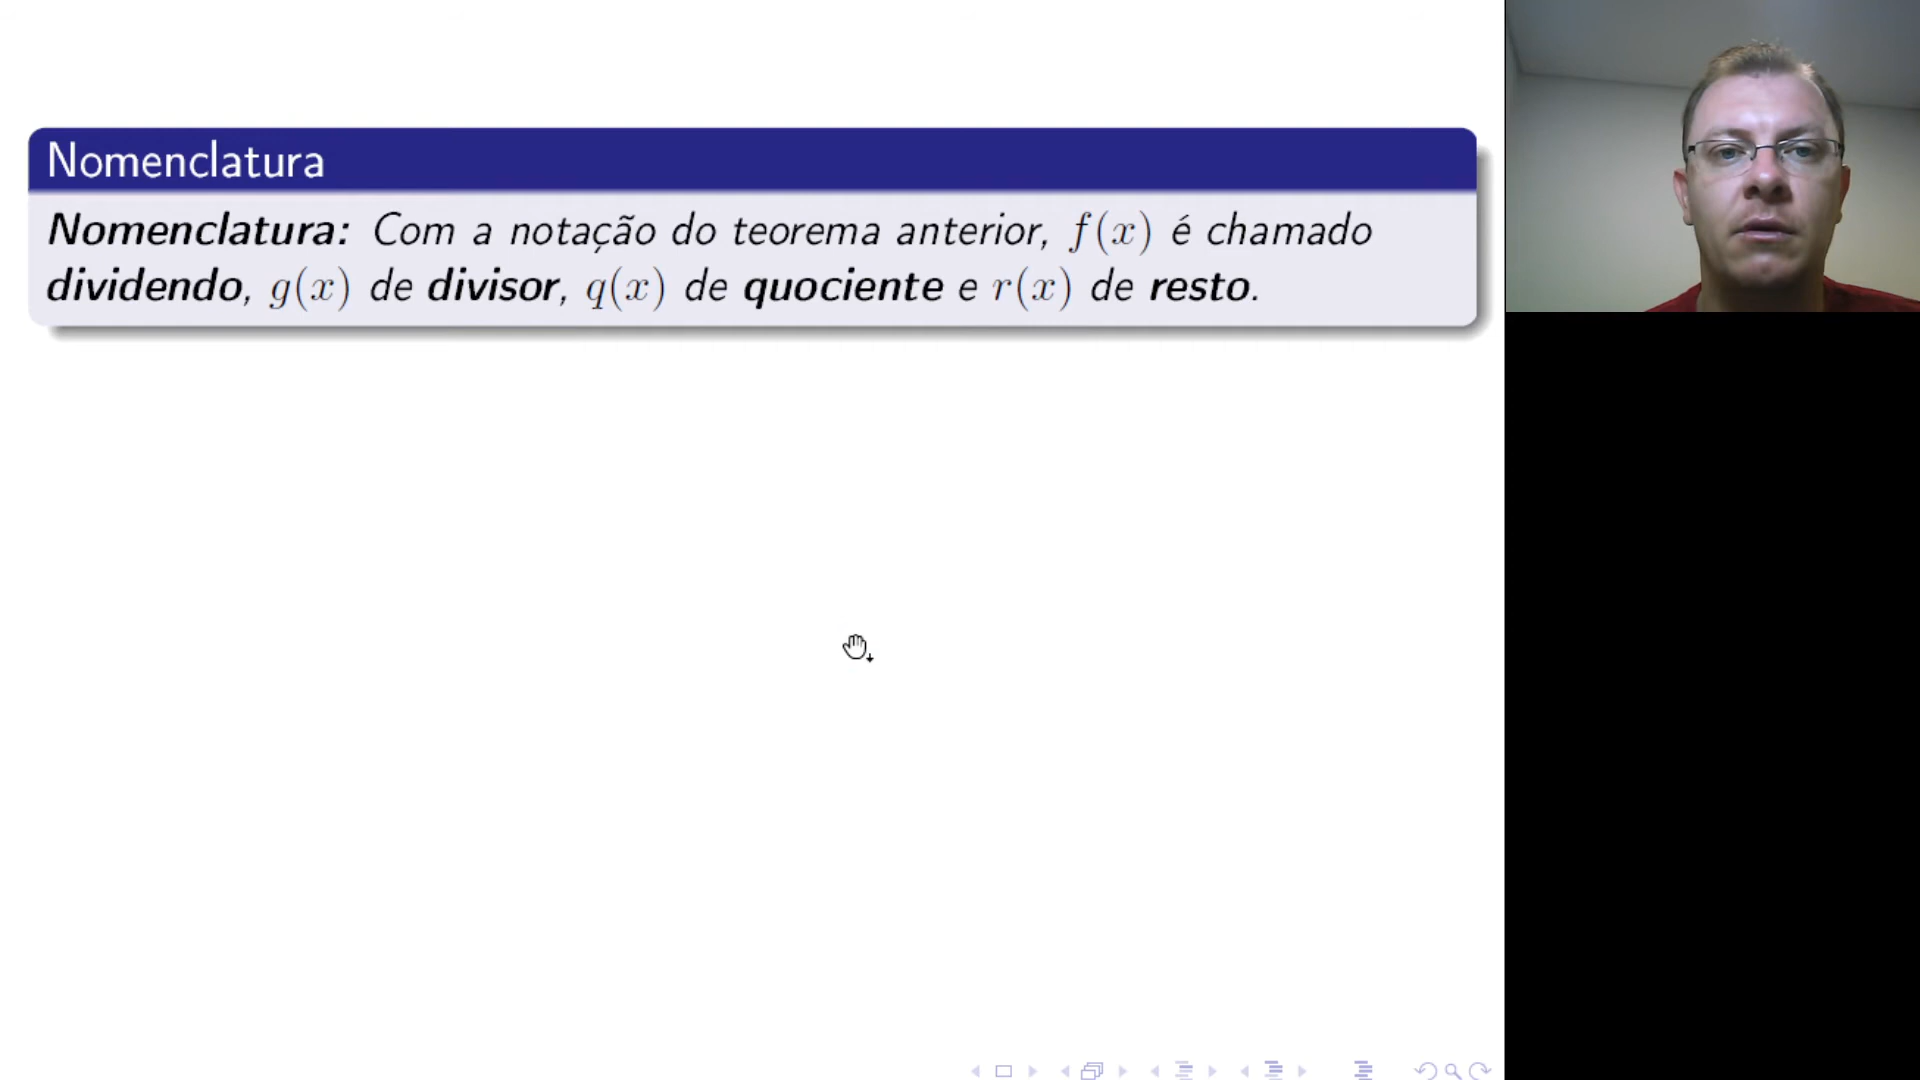 Nomenclatura
Nomenclatura: Com a notação do teorema anterior, f(x) é chamado
dividendo, g(x) de divisor, q(x) de quociente e r(x) de resto.